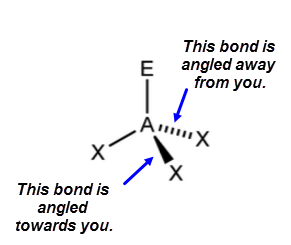 This bond is
angled away
from you.
E
A
X
X
X
This bond is
angled
towards you.